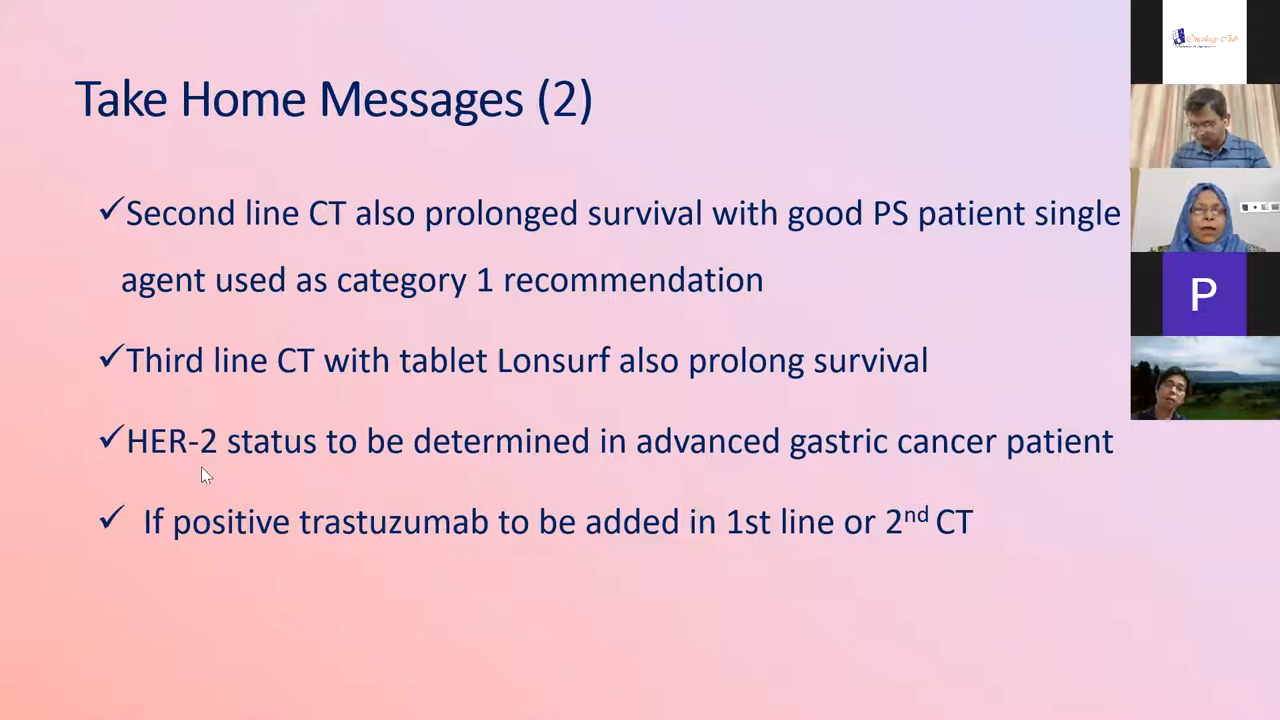 Take Home Messages (2)
✓Second line CT also prolonged survival with good PS patient single
agent used as category 1 recommendation
✓Third line CT with tablet Lonsurf also prolong survival
✓HER-2 status to be determined in advanced gastric cancer patient
✓ If positive trastuzumab to be added in 1st line or 2nd CT
Oncology Club
P